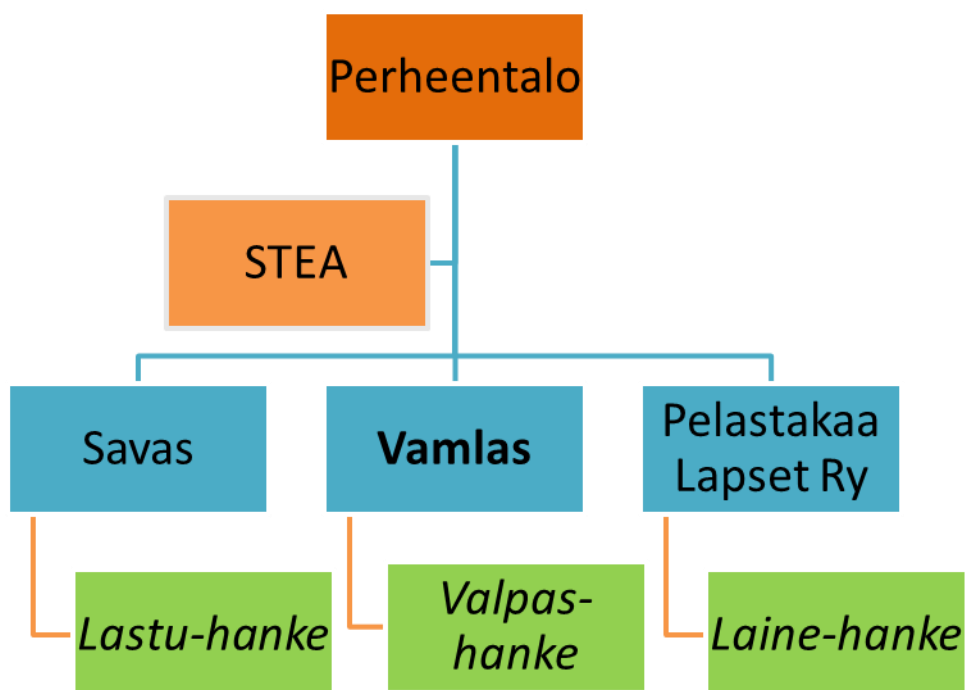 Perheentalo
STEA
Savas
Vamlas
Pelastakaa
Lapset Ry
Lastu-hanke
Valpas-
hanke
Laine-hanke